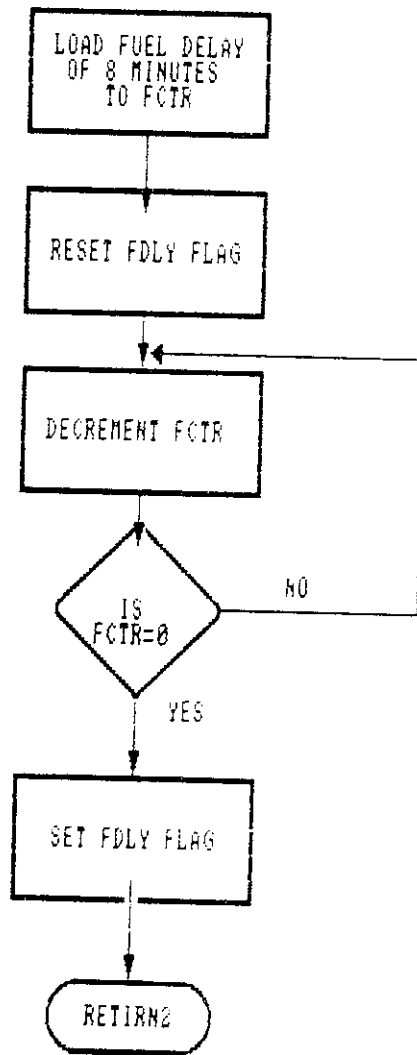 LOAD FUEL DELAY
OF 8 MINUTES
TO FCTR
RESET FDLY FLAG
DECREMENT FCTR
IS
FCTR=0
NO
YES
SET FDLY FLAG
RETIRN2